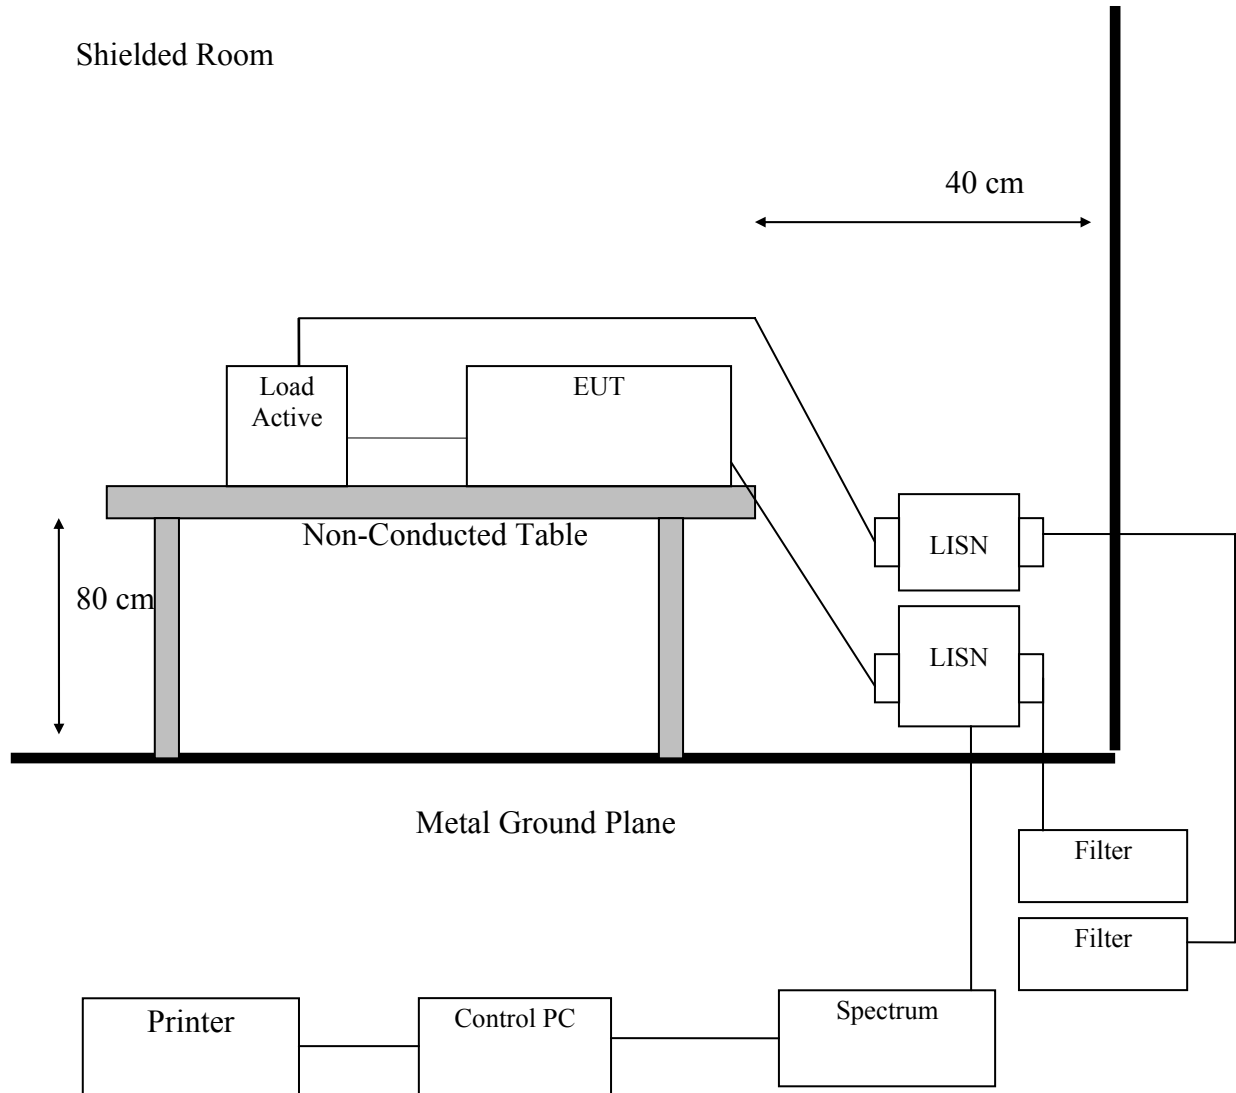 Shielded Room
40 cm
Load
Active
EUT
Non-Conducted Table
LISN
80 cm
LISN
Metal Ground Plane
Filter
Filter
Printer
Control PC
Spectrum